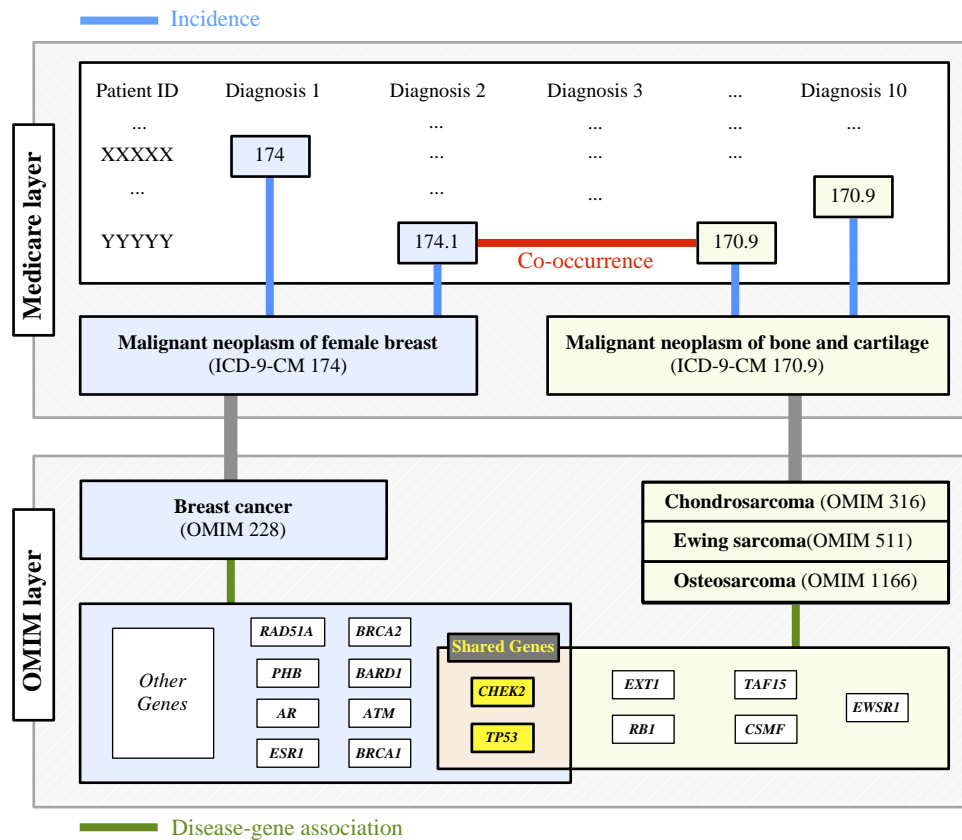 Incidence
Medicare layer
Patient ID Diagnosis 1 Diagnosis 2 Diagnosis 3 ... Diagnosis 10
... ... ... ... ...
XXXXX 174 ... ... ...
... ... ... 170.9
YYYYY 174.1 170.9
Co-occurrence
Malignant neoplasm of female breast
(ICD-9-CM 174)
Malignant neoplasm of bone and cartilage
(ICD-9-CM 170.9)
OMIM layer
Breast cancer
(OMIM 228)
Chondrosarcoma (OMIM 316)
Ewing sarcoma(OMIM 511)
Osteosarcoma (OMIM 1166)
Other
Genes
RAD51A BRCA2
PHB BARD1
AR ATM
ESR1 BRCA1
Shared Genes
CHEK2
TP53
EXT1 TAF15
RB1 CSMF
EWSR1
Disease-gene association